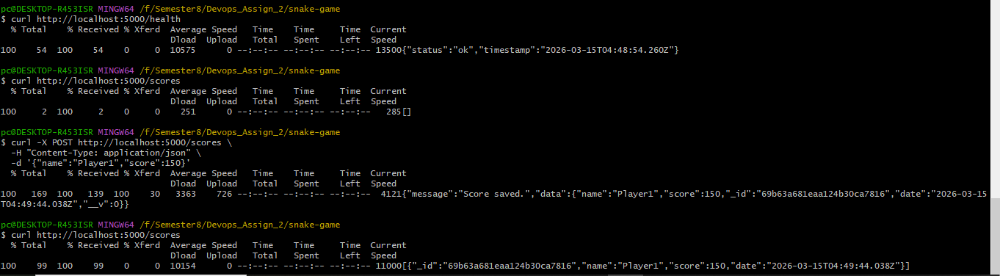 pc@DESKTOP-R453ISR MINGW64 /f/Semester8/Devops_Assign_2/snake-game
$ curl http://localhost:5000/health
  % Total    % Received % Xferd  Average Speed   Time    Time     Time  Current
                                 Dload  Upload   Total   Spent    Left  Speed
100    54  100    54    0     0  10575      0 --:--:-- --:--:-- --:--:-- 13500{"status":"ok","timestamp":"2026-03-15T04:48:54.260Z"}
pc@DESKTOP-R453ISR MINGW64 /f/Semester8/Devops_Assign_2/snake-game
$ curl http://localhost:5000/scores
  % Total    % Received % Xferd  Average Speed   Time    Time     Time  Current
                                 Dload  Upload   Total   Spent    Left  Speed
100     2  100     2    0     0    251      0 --:--:-- --:--:-- --:--:--   285[]
pc@DESKTOP-R453ISR MINGW64 /f/Semester8/Devops_Assign_2/snake-game
$ curl -X POST http://localhost:5000/scores \
  -H "Content-Type: application/json" \
  -d '{"name":"Player1","score":150}'
  % Total    % Received % Xferd  Average Speed   Time    Time     Time  Current
                                 Dload  Upload   Total   Spent    Left  Speed
100   169  100   139  100    30   3363    726 --:--:-- --:--:-- --:--:--  4121{"message":"Score saved.","data":{"name":"Player1","score":150,"_id":"69b63a681eaa124b30ca7816","date":"2026-03-15
T04:49:44.038Z","__v":0}}
pc@DESKTOP-R453ISR MINGW64 /f/Semester8/Devops_Assign_2/snake-game
$ curl http://localhost:5000/scores
  % Total    % Received % Xferd  Average Speed   Time    Time     Time  Current
                                 Dload  Upload   Total   Spent    Left  Speed
100    99  100    99    0     0  10154      0 --:--:-- --:--:-- --:--:-- 11000[{"_id":"69b63a681eaa124b30ca7816","name":"Player1","score":150,"date":"2026-03-15T04:49:44.038Z"}]